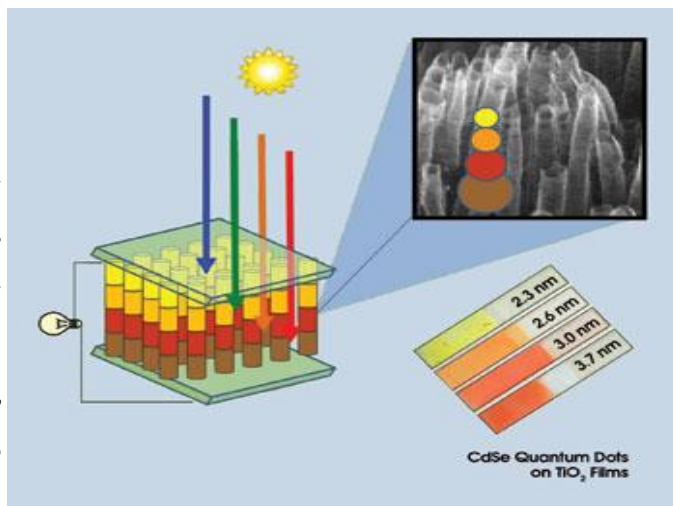 2.3 nm
2.6 nm
3.0 nm
3.7 nm
CdSe Quantum Dots
on TiO₂ Films